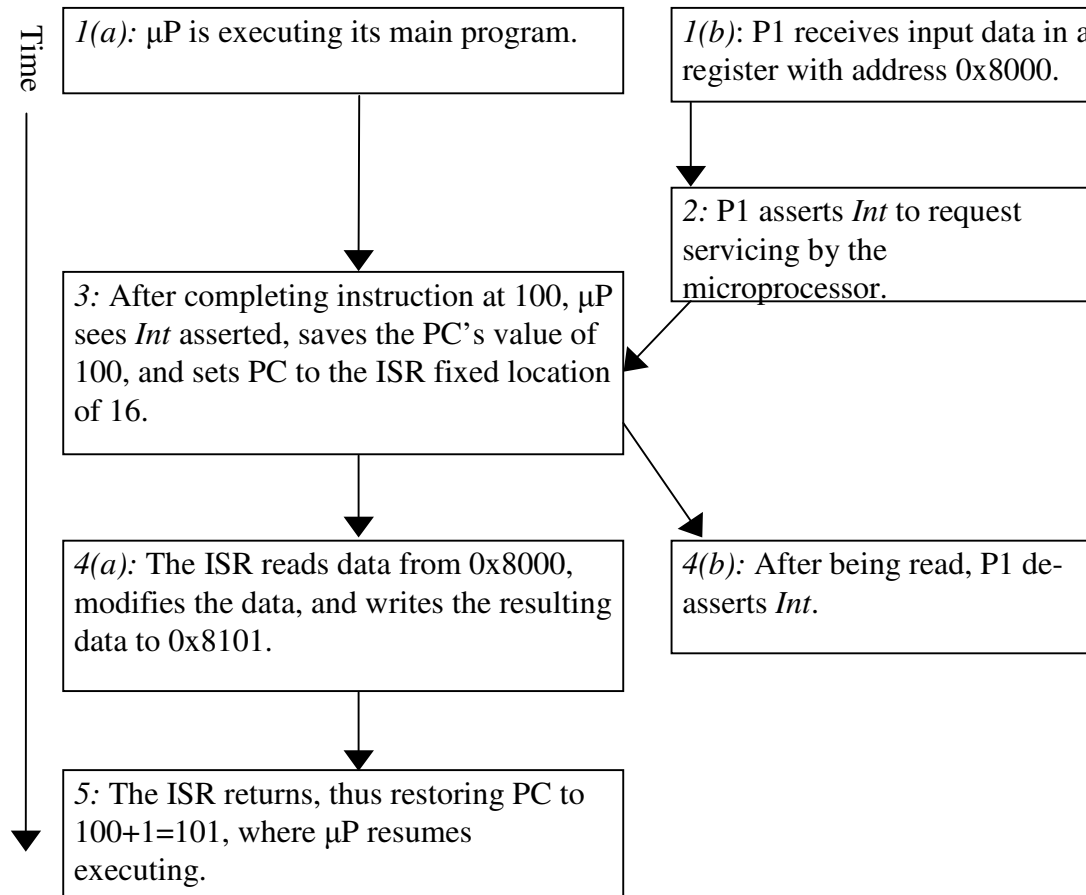 Time
1(a): μP is executing its main program.
1(b): P1 receives input data in a
register with address 0x8000.
2: P1 asserts Int to request
servicing by the
microprocessor.
3: After completing instruction at 100, μP
sees Int asserted, saves the PC’s value of
100, and sets PC to the ISR fixed location
of 16.
4(a): The ISR reads data from 0x8000,
modifies the data, and writes the resulting
data to 0x8101.
4(b): After being read, P1 de-
asserts Int.
5: The ISR returns, thus restoring PC to
100+1=101, where μP resumes
executing.